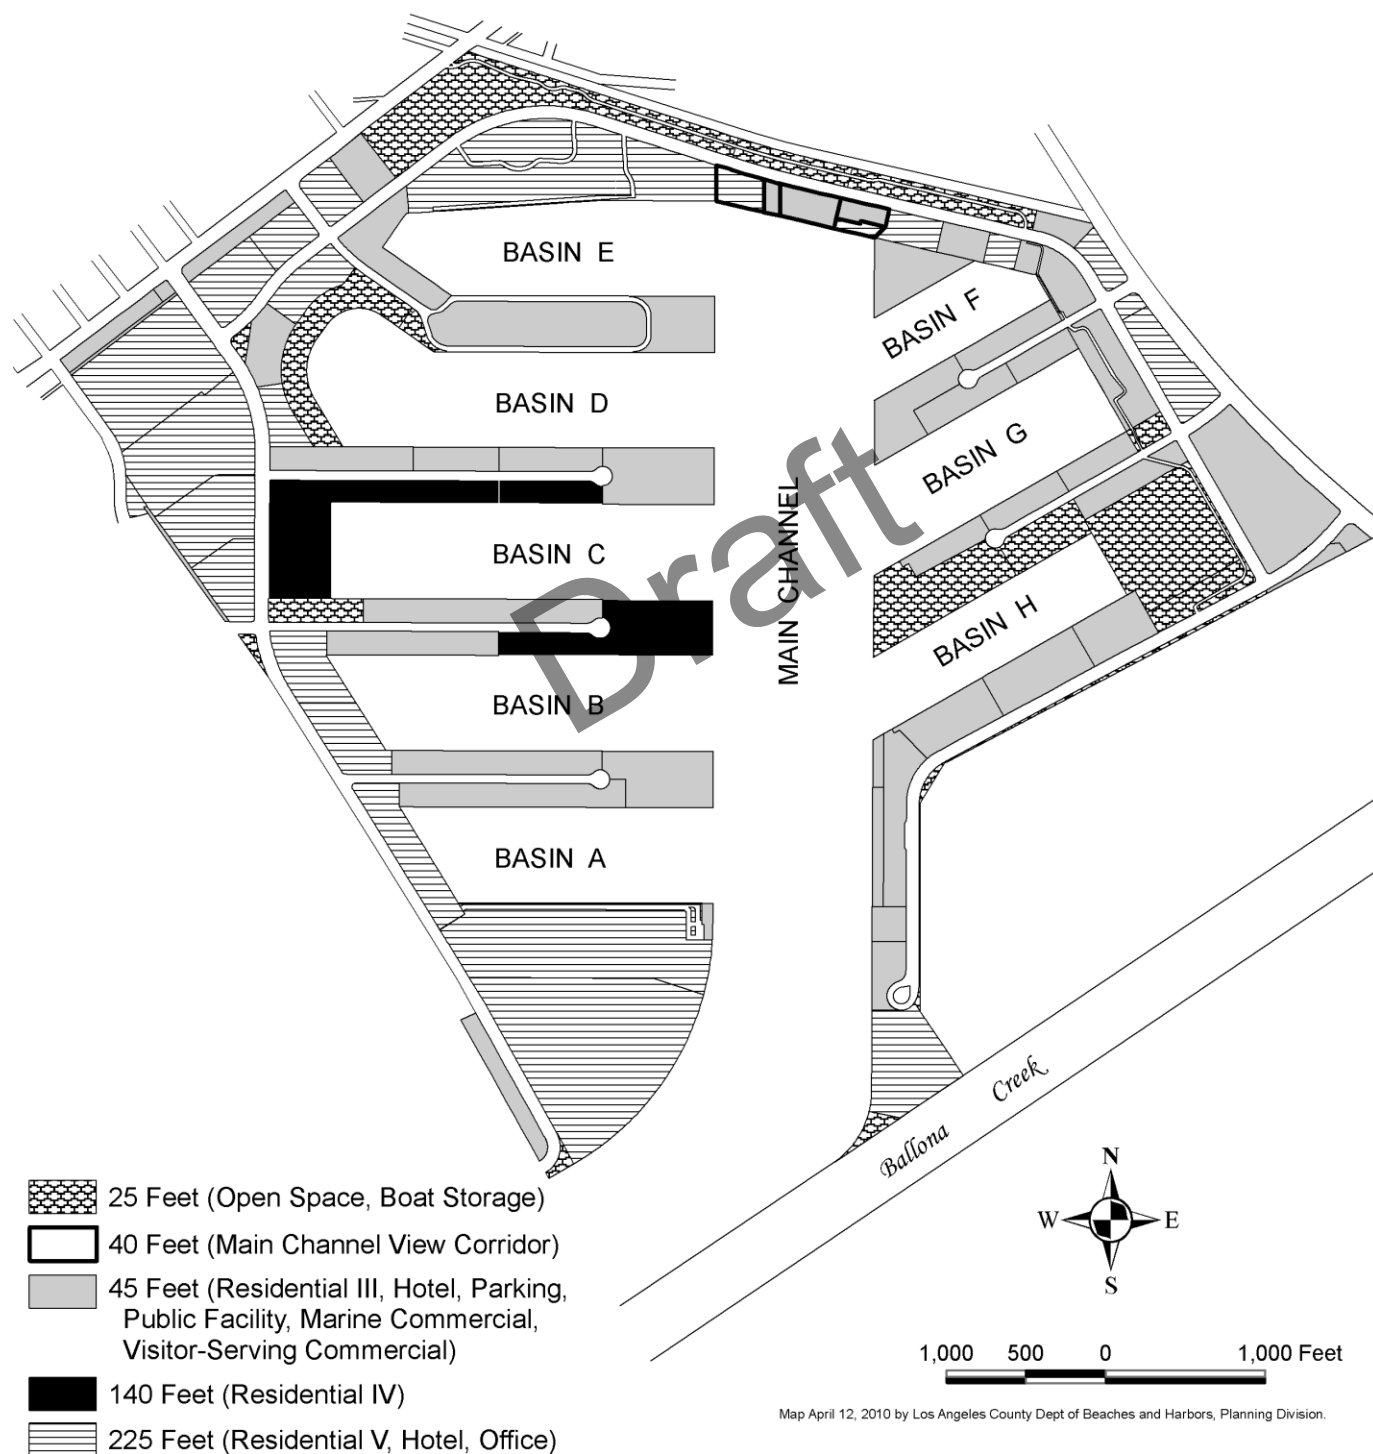 BASIN E
BASIN F
BASIN D
BASIN G
MAIN CHANNEL
Draft
BASIN C
BASIN H
BASIN B
BASIN A
Ballona Creek
25 Feet (Open Space, Boat Storage)
40 Feet (Main Channel View Corridor)
45 Feet (Residential III, Hotel, Parking,
Public Facility, Marine Commercial,
Visitor-Serving Commercial)
140 Feet (Residential IV)
225 Feet (Residential V, Hotel, Office)
N
W E
S
1,000 500 0 1,000 Feet
Map April 12, 2010 by Los Angeles County Dept of Beaches and Harbors, Planning Division.